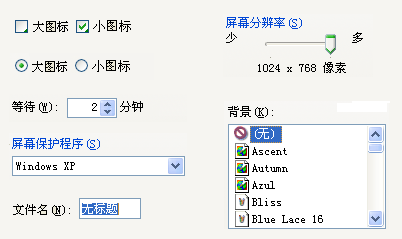 大图标 小图标
大图标 小图标
等待(W): 2 分钟
屏幕保护程序(S)
Windows XP
文件名(N): 无标题
屏幕分辨率(S)
少 多
1024 x 768 像素
背景(K):
(无)
Ascent
Autumn
Azul
Bliss
Blue Lace 16